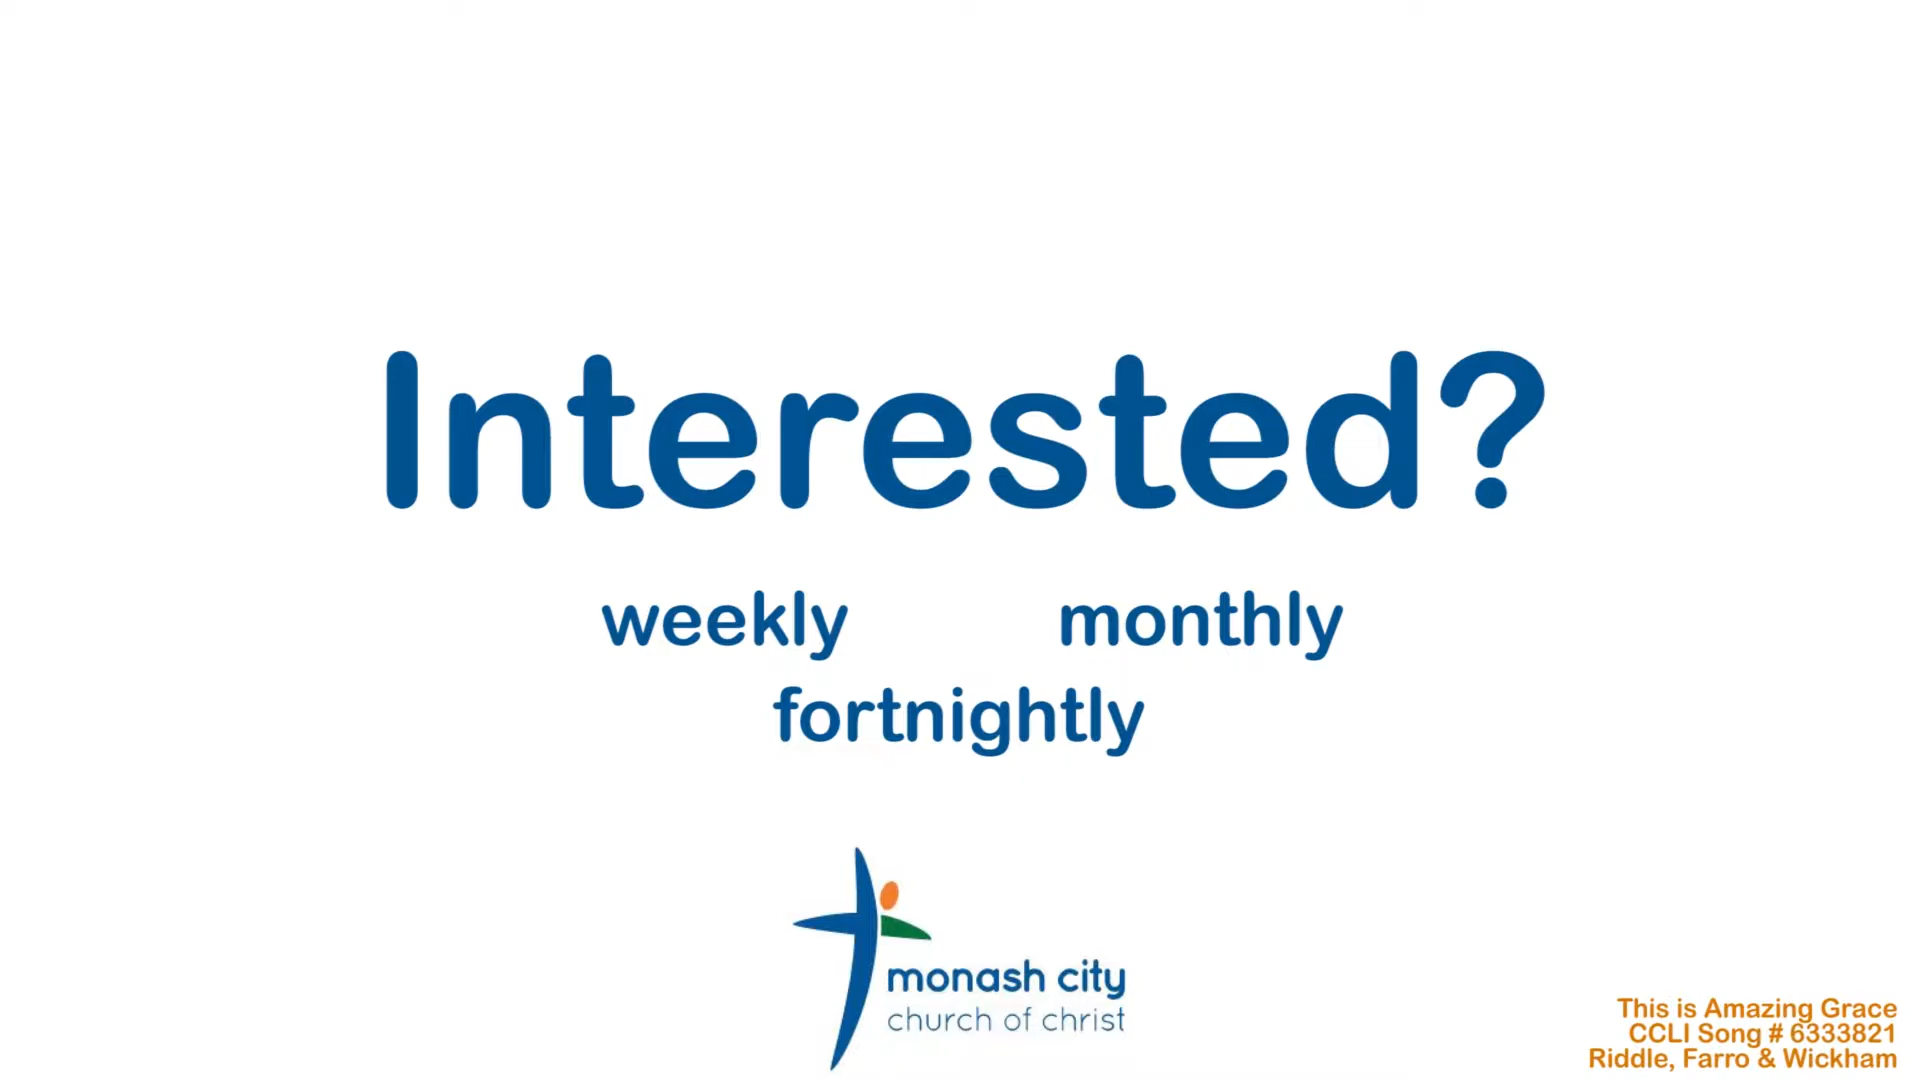 Interested?
weekly monthly
fortnightly
monash city
church of christ
This is Amazing Grace
CCLI Song # 6333821
Riddle, Farro & Wickham